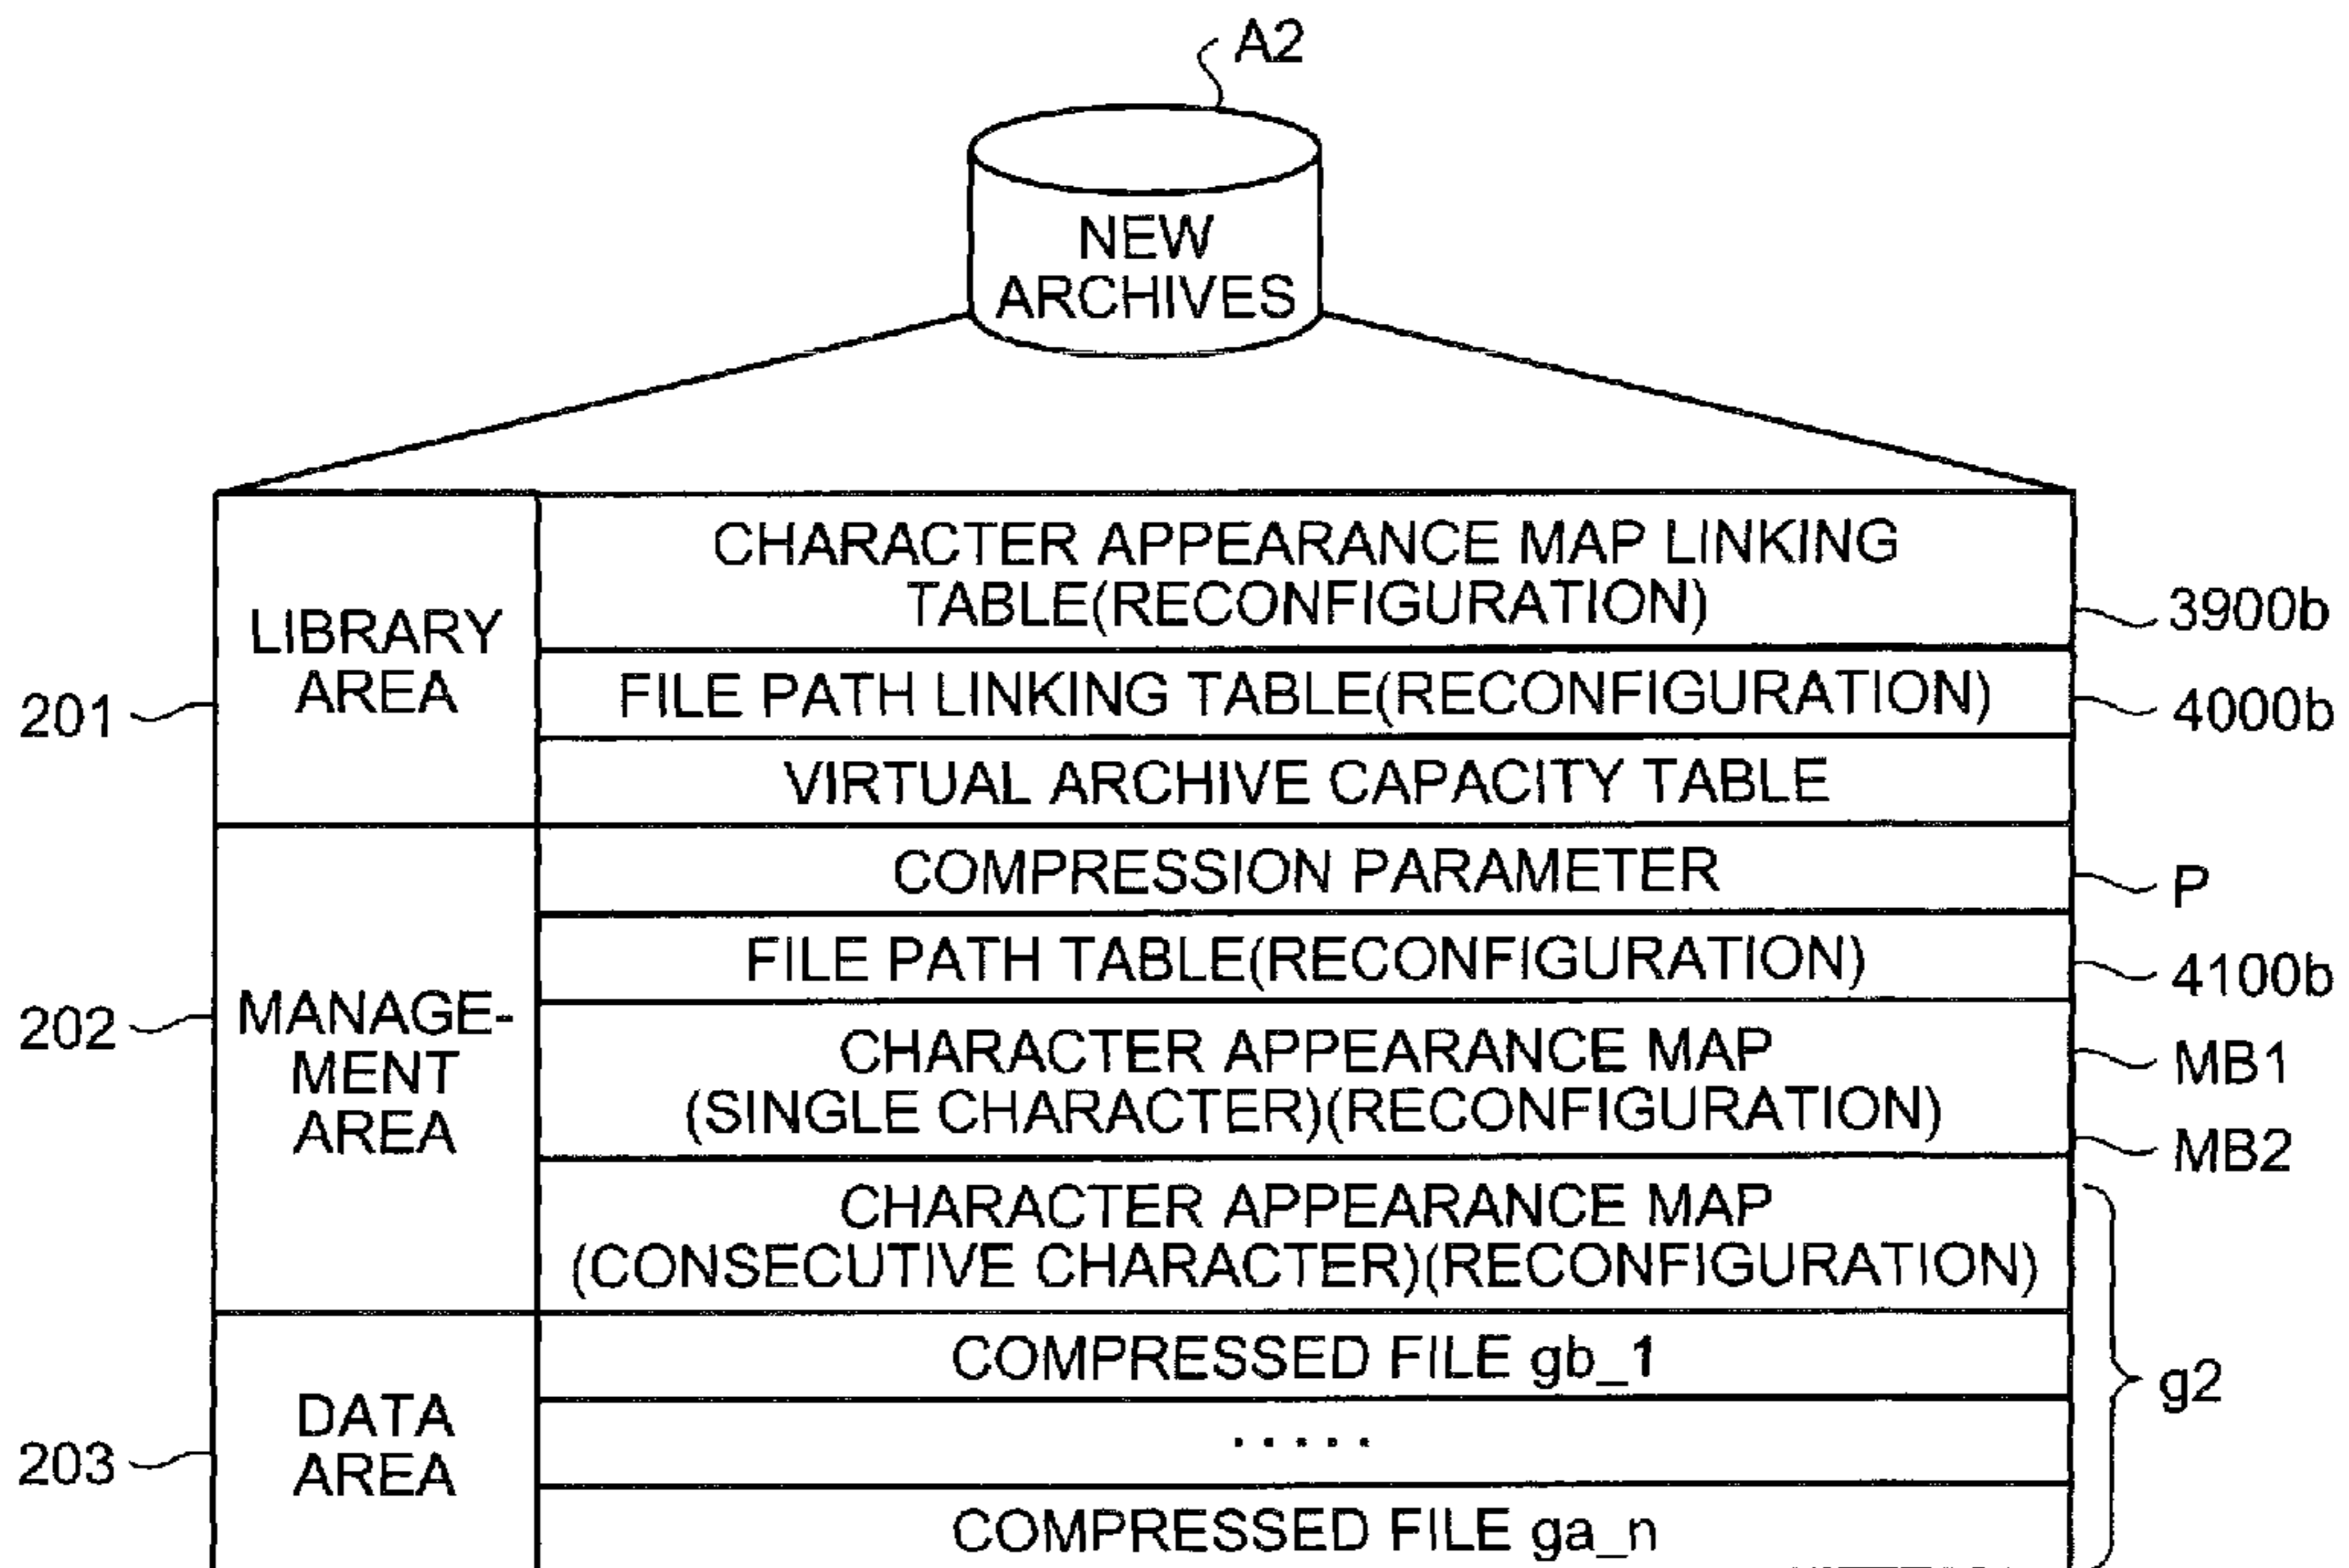 A2
NEW
ARCHIVES
CHARACTER APPEARANCE MAP LINKING
TABLE(RECONFIGURATION)
3900b
LIBRARY
AREA
201
FILE PATH LINKING TABLE(RECONFIGURATION)
4000b
VIRTUAL ARCHIVE CAPACITY TABLE
COMPRESSION PARAMETER
P
FILE PATH TABLE(RECONFIGURATION)
4100b
202
MANAGE-
MENT
AREA
CHARACTER APPEARANCE MAP
(SINGLE CHARACTER)(RECONFIGURATION)
MB1
MB2
CHARACTER APPEARANCE MAP
(CONSECUTIVE CHARACTER)(RECONFIGURATION)
203
DATA
AREA
COMPRESSED FILE gb_1
.....
COMPRESSED FILE ga_n
g2